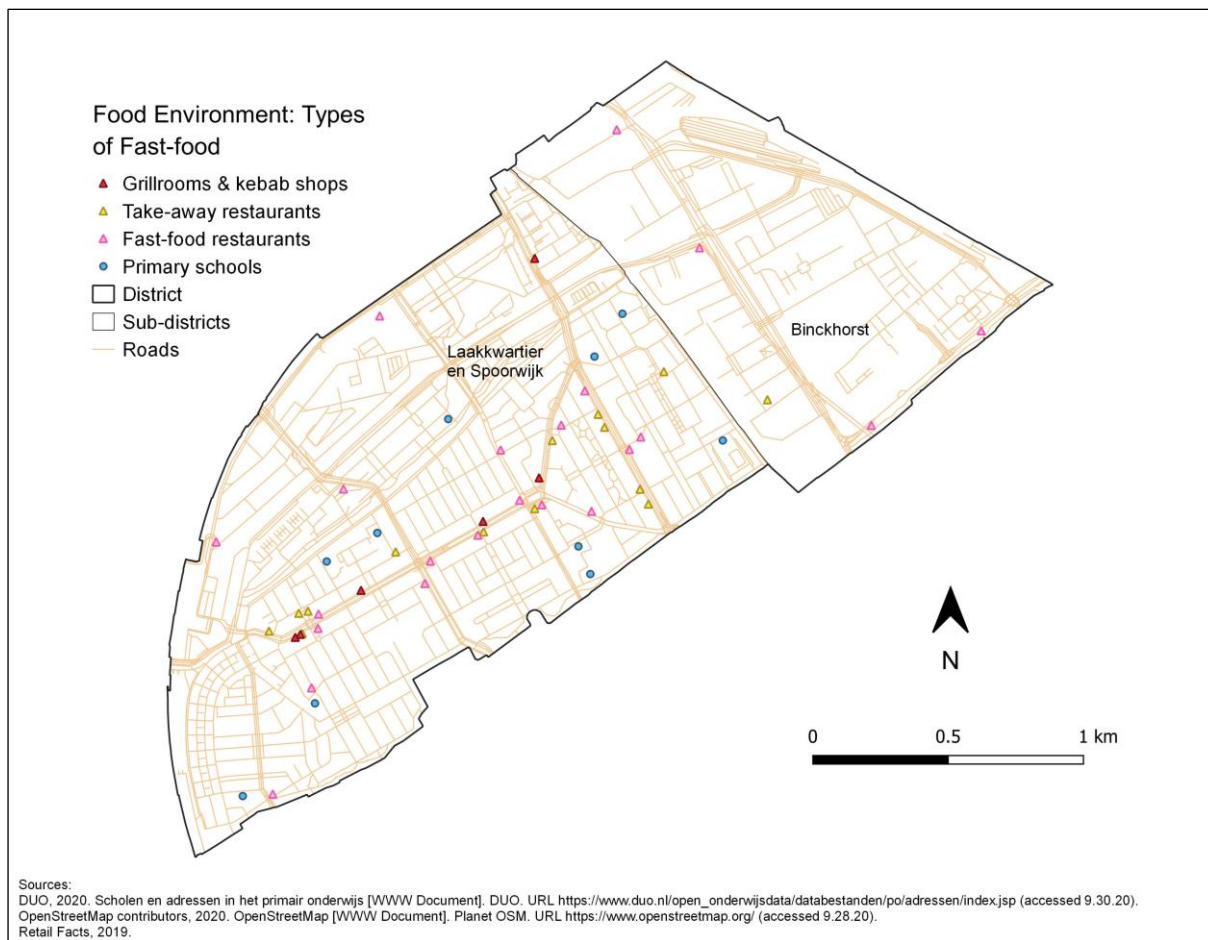 Food Environment: Types
of Fast-food
Grillrooms & kebab shops
Take-away restaurants
Fast-food restaurants
Primary schools
District
Sub-districts
Roads
Laakkwartier
en Spoorwijk
Binckhorst
N
0 0.5 1 km
Sources:
DUO, 2020. Scholen en adressen in het primair onderwijs [WWW Document]. DUO. URL https://www.duo.nl/open_onderwijsdata/databestanden/po/adressen/index.jsp (accessed 9.30.20).
OpenStreetMap contributors, 2020. OpenStreetMap [WWW Document]. Planet OSM. URL https://www.openstreetmap.org/ (accessed 9.28.20).
Retail Facts, 2019.